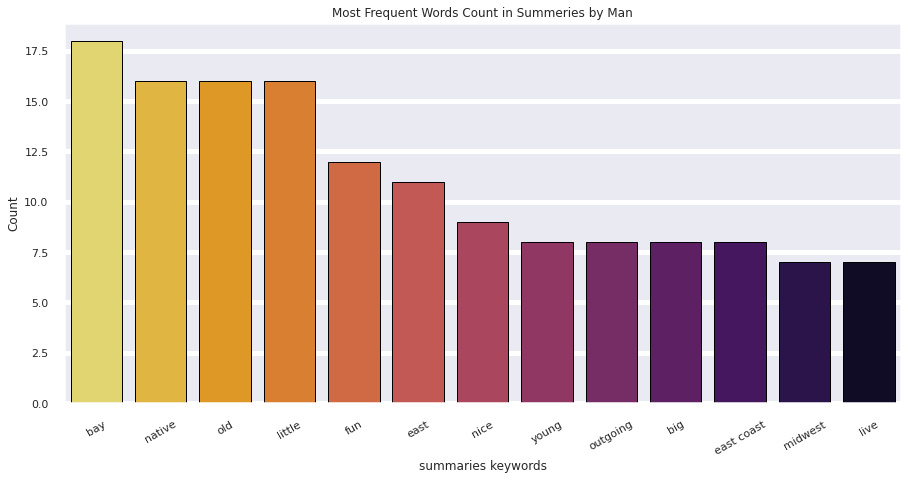 Most Frequent Words Count in Summeries by Man
17.5
15.0
12.5
10.0
7.5
5.0
2.5
0.0
Count
bay native old little fun east nice young outgoing big east coast midwest live
summaries keywords